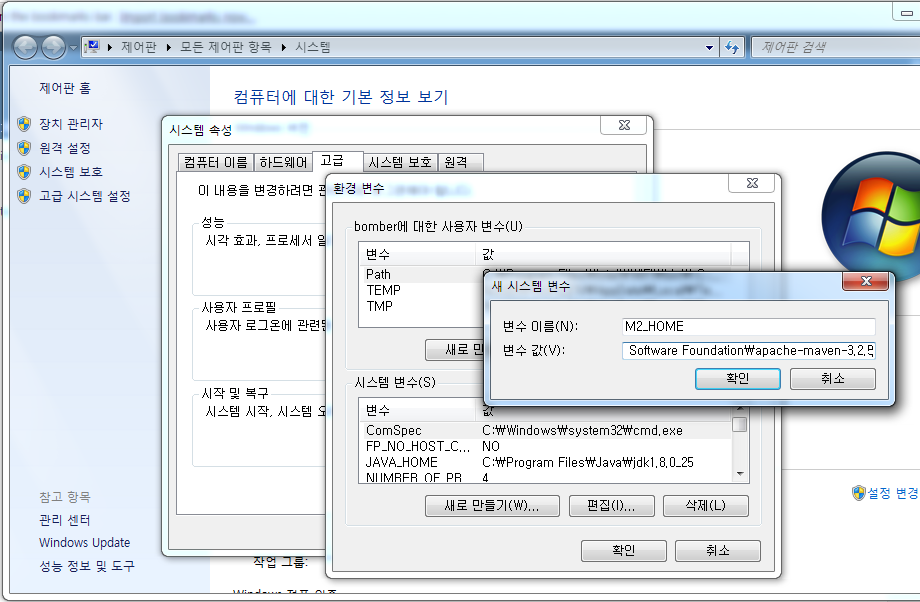 제어판 ▸ 모든 제어판 항목 ▸ 시스템
제어판 검색
제어판 홈
장치 관리자
원격 설정
시스템 보호
고급 시스템 설정
참고 항목
관리 센터
Windows Update
성능 정보 및 도구
컴퓨터에 대한 기본 정보 보기
설정 변경
작업 그룹:
시스템 속성
컴퓨터 이름 하드웨어 고급 시스템 보호 원격
이 내용을 변경하려면
성능
시각 효과, 프로세서
사용자 프필
사용자 로그온에
시작 및 복구
시스템 시작, 시스템
환경 변수
bomber에 대한 사용자 변수(U)
변수 값
Path
TEMP
TMP
새로
시스템 변수(S)
변수 값
ComSpec C:₩Windows₩system32₩cmd.exe
FP_NO_HOST_C... NO
JAVA_HOME C:₩Program Files₩Java₩jdk1.8.0_25
NUMBER_OF_PR 4
새로 만들기(W)... 편집(I)... 삭제(L)
확인 취소
새 시스템 변수
변수 이름(N): M2_HOME
변수 값(V): Software Foundation₩apache-maven-3.2.5
확인 취소